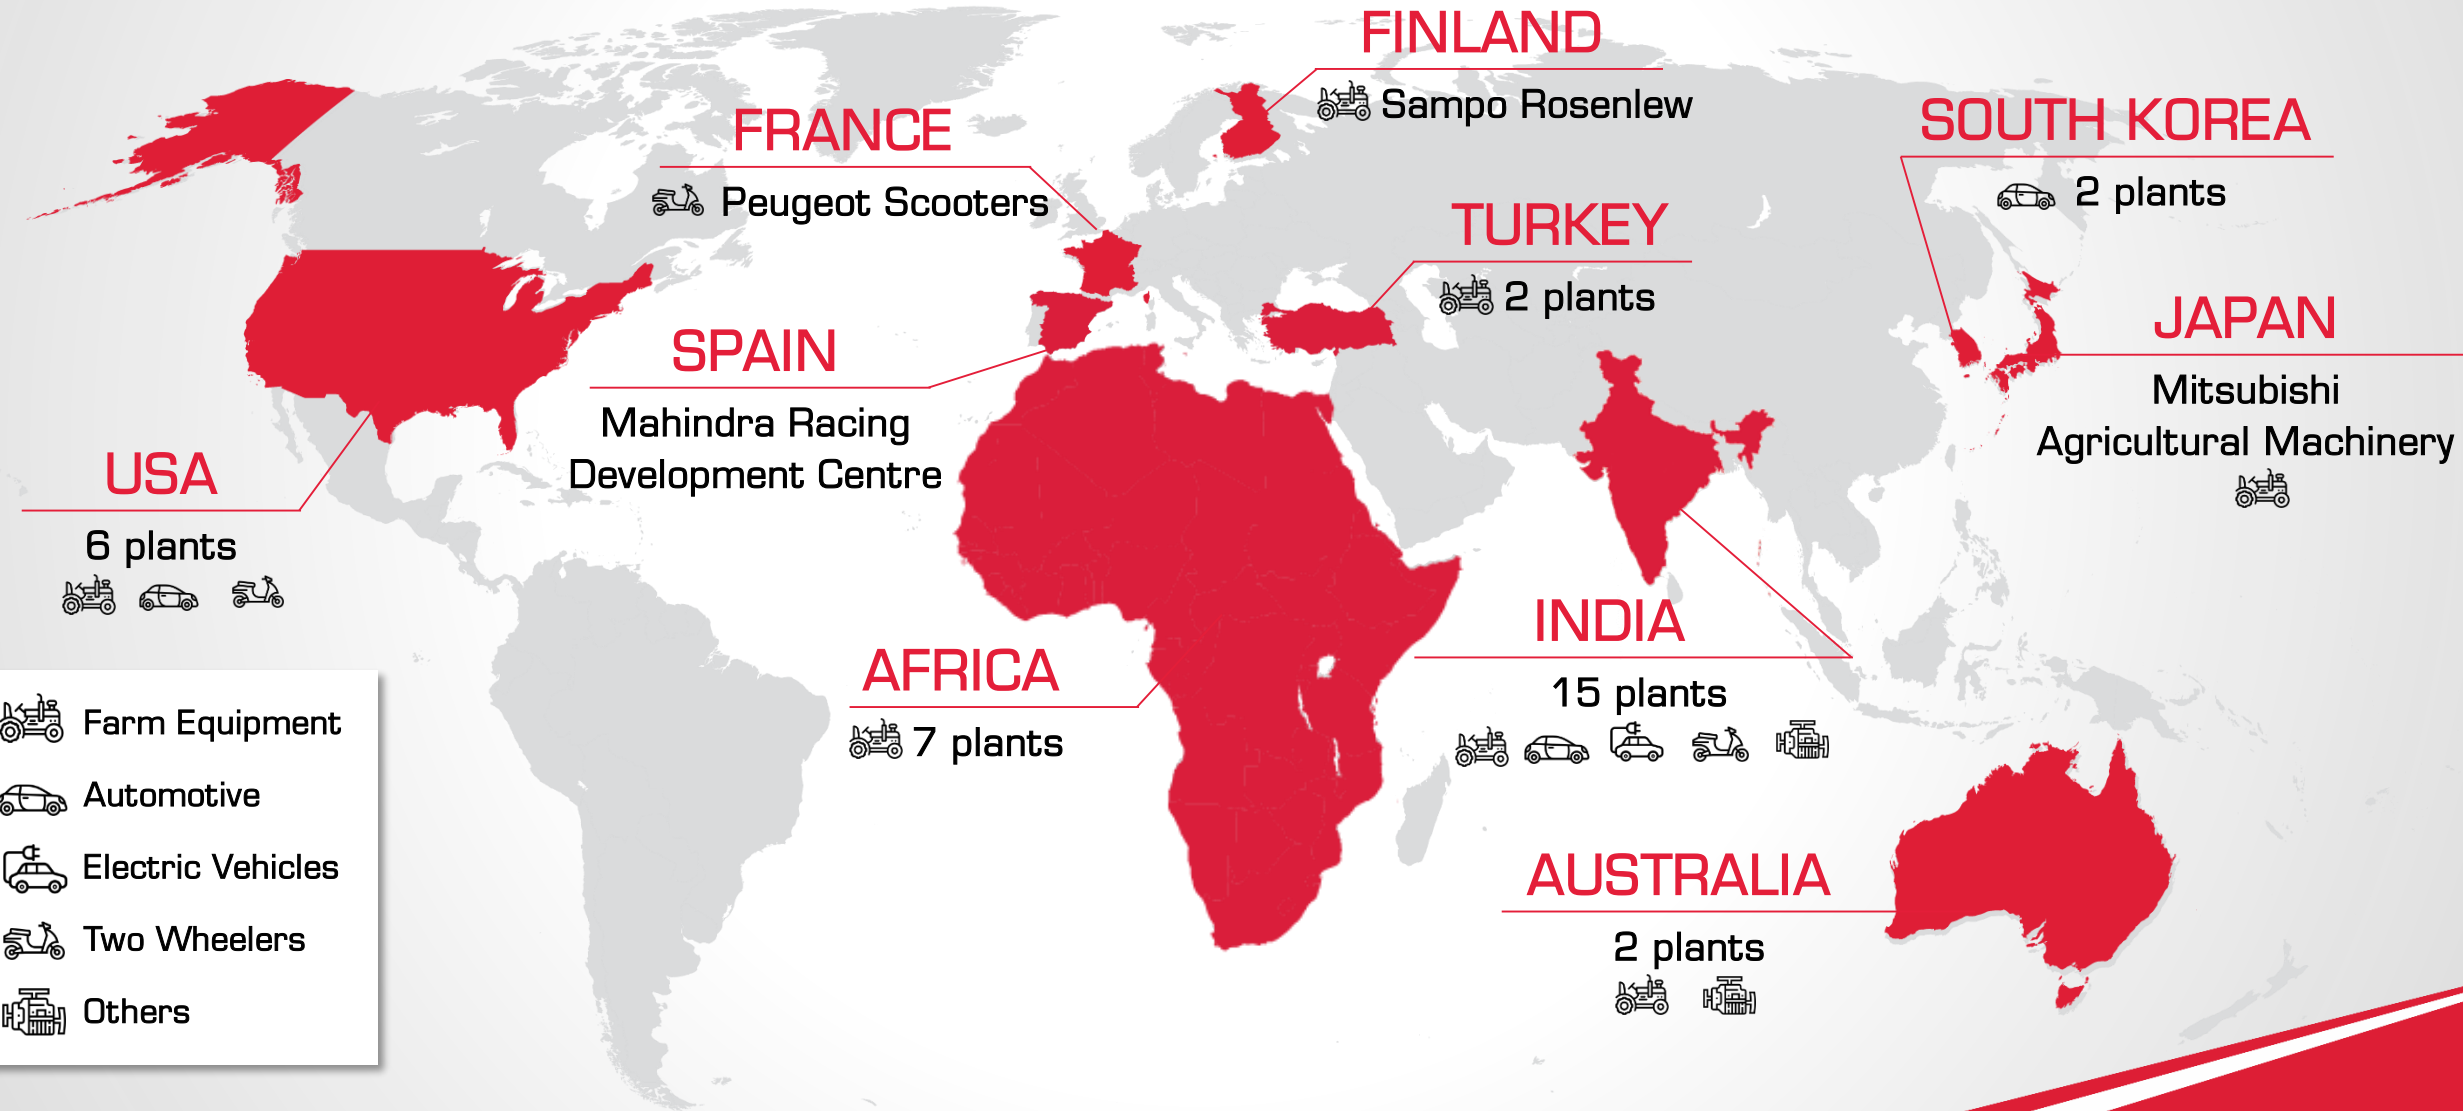 FINLAND
Sampo Rosenlew
FRANCE
Peugeot Scooters
SOUTH KOREA
2 plants
TURKEY
2 plants
JAPAN
Mitsubishi
Agricultural Machinery
SPAIN
Mahindra Racing
Development Centre
USA
6 plants
INDIA
15 plants
AFRICA
7 plants
AUSTRALIA
2 plants
Farm Equipment
Automotive
Electric Vehicles
Two Wheelers
Others